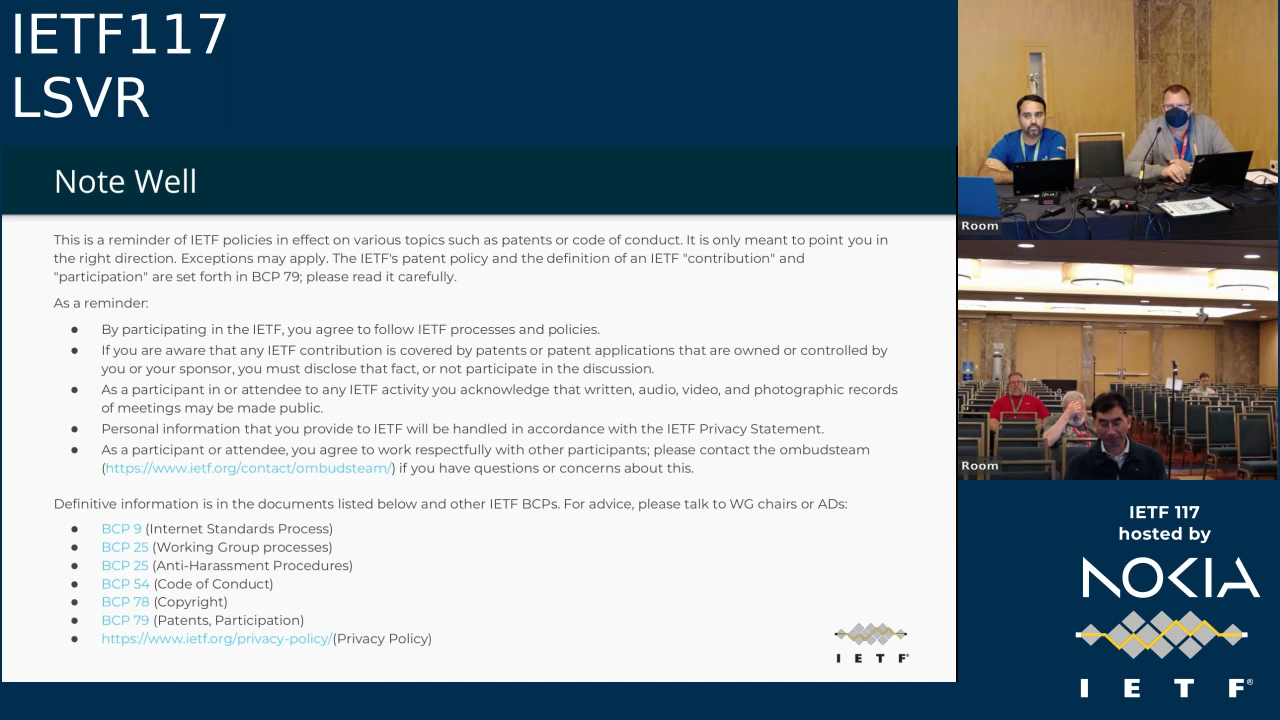 IETF117
LSVR
Note Well
This is a reminder of IETF policies in effect on various topics such as patents or code of conduct. It is only meant to point you in
the right direction. Exceptions may apply. The IETF's patent policy and the definition of an IETF "contribution" and
"participation" are set forth in BCP 79; please read it carefully.
As a reminder:
● By participating in the IETF, you agree to follow IETF processes and policies.
● If you are aware that any IETF contribution is covered by patents or patent applications that are owned or controlled by
you or your sponsor, you must disclose that fact, or not participate in the discussion.
● As a participant in or attendee to any IETF activity you acknowledge that written, audio, video, and photographic records
of meetings may be made public.
● Personal information that you provide to IETF will be handled in accordance with the IETF Privacy Statement.
● As a participant or attendee, you agree to work respectfully with other participants; please contact the ombudsteam
(https://www.ietf.org/contact/ombudsteam/) if you have questions or concerns about this.
Definitive information is in the documents listed below and other IETF BCPs. For advice, please talk to WG chairs or ADs:
● BCP 9 (Internet Standards Process)
● BCP 25 (Working Group processes)
● BCP 25 (Anti-Harassment Procedures)
● BCP 54 (Code of Conduct)
● BCP 78 (Copyright)
● BCP 79 (Patents, Participation)
● https://www.ietf.org/privacy-policy/(Privacy Policy)
I E T F®
Room
Room
IETF 117
hosted by
NOKIA
I E T F®